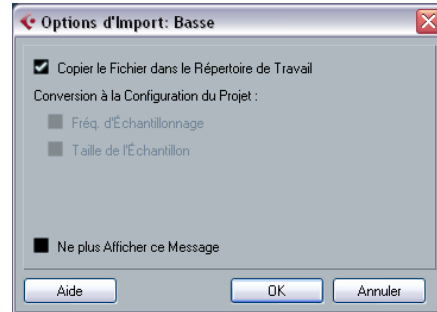 Options d'Import: Basse
Copier le Fichier dans le Répertoire de Travail
Conversion à la Configuration du Projet :
Fréq. d'Échantillonnage
Taille de l'Échantillon
Ne plus Afficher ce Message
Aide OK Annuler